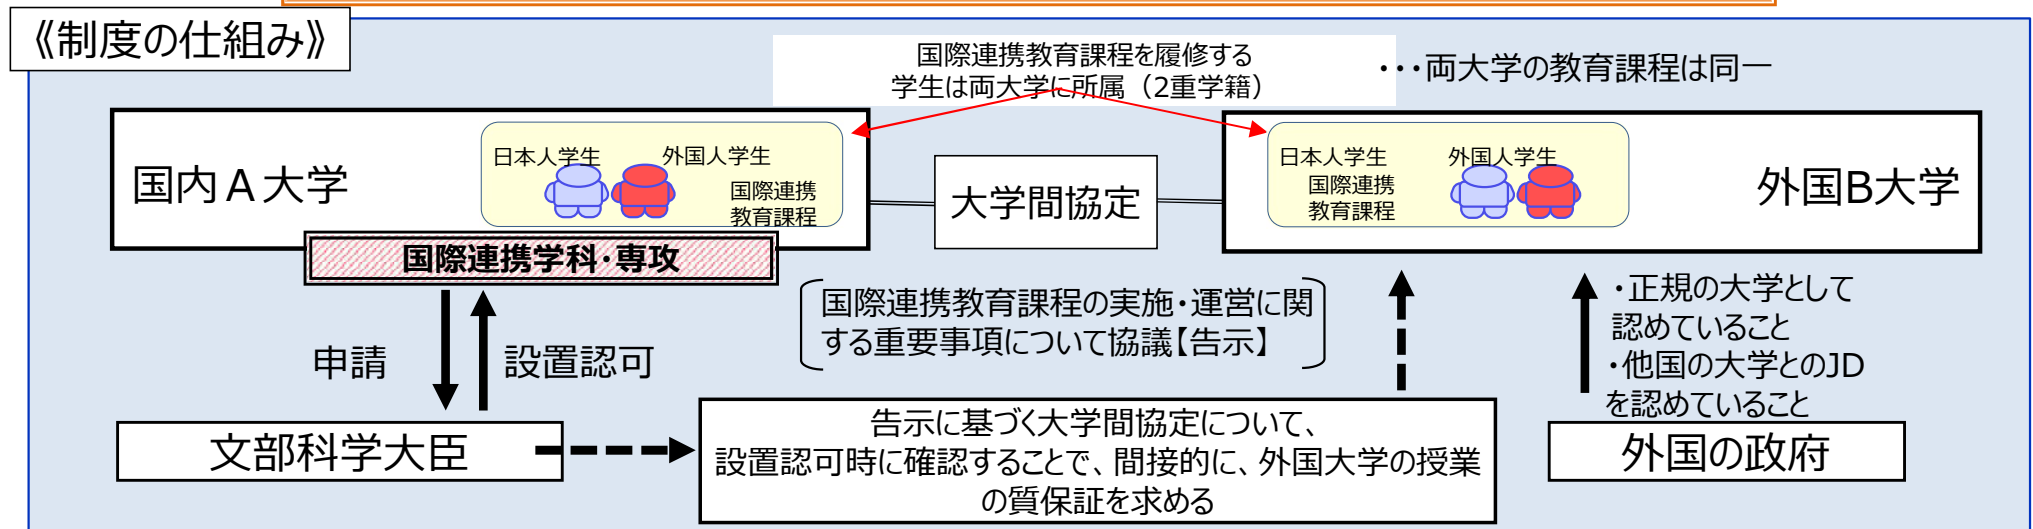 《制度の仕組み》
国際連携教育課程を履修する
学生は両大学に所属（2重学籍）
・・・両大学の教育課程は同一
国内Ａ大学
日本人学生
外国人学生
国際連携
教育課程
国際連携学科・専攻
大学間協定
日本人学生
外国人学生
国際連携
教育課程
外国B大学
国際連携教育課程の実施・運営に関
する重要事項について協議【告示】
・正規の大学として
認めていること
・他国の大学とのJD
を認めていること
申請
設置認可
文部科学大臣
告示に基づく大学間協定について、
設置認可時に確認することで、間接的に、外国大学の授業
の質保証を求める
外国の政府